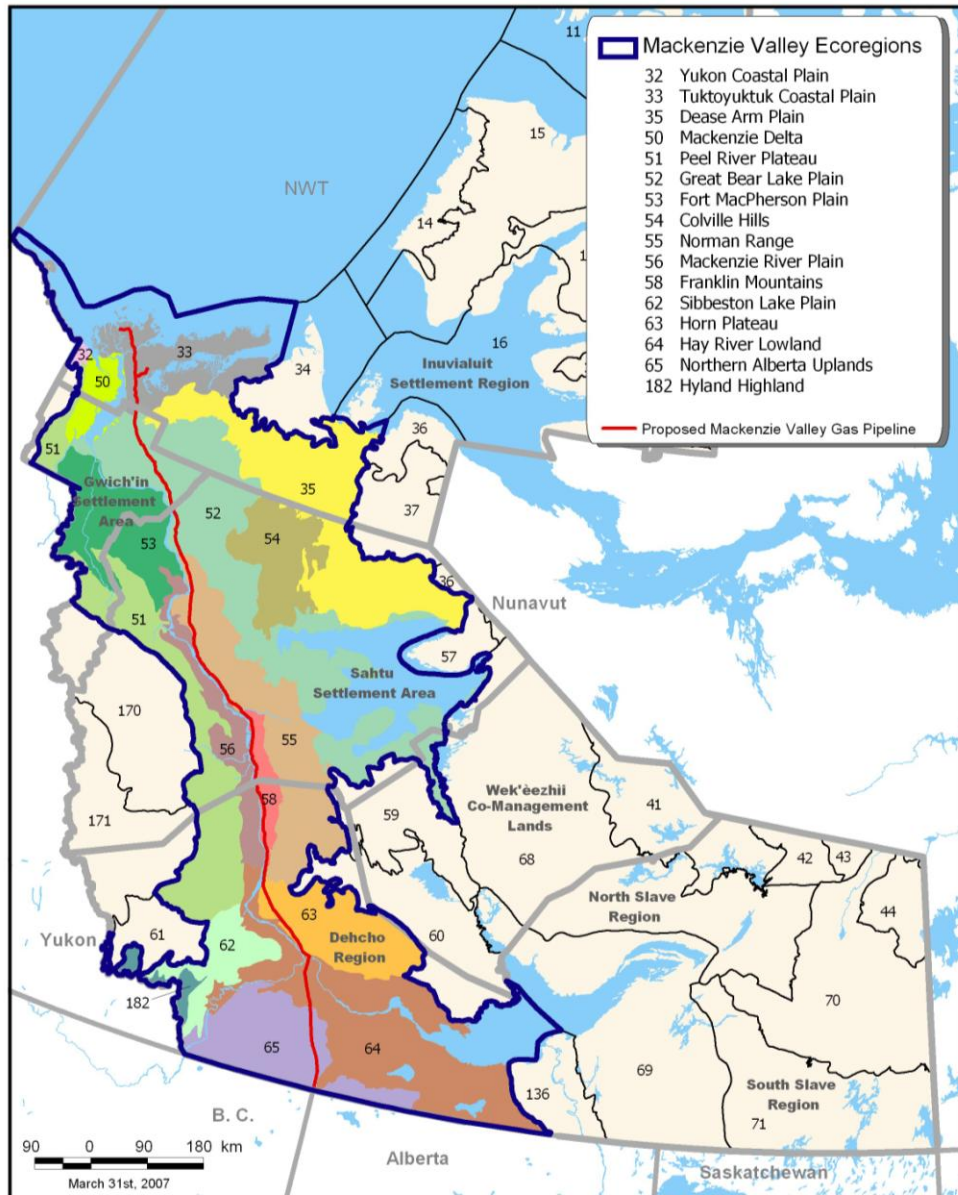 Mackenzie Valley Ecoregions
32 Yukon Coastal Plain
33 Tuktoyuktuk Coastal Plain
35 Dease Arm Plain
50 Mackenzie Delta
51 Peel River Plateau
52 Great Bear Lake Plain
53 Fort MacPherson Plain
54 Colville Hills
55 Norman Range
56 Mackenzie River Plain
58 Franklin Mountains
62 Sibbeston Lake Plain
63 Horn Plateau
64 Hay River Lowland
65 Northern Alberta Uplands
182 Hyland Highland
Proposed Mackenzie Valley Gas Pipeline
11
15
NWT
14
1
16
Inuvialuit
Settlement Region
32
33
34
50
36
51
35
37
Gwich'in
Settlement
Area
52
54
53
36
Nunavut
51
57
Sahtu
Settlement Area
170
56
55
58
Wek'èezhii
Co-Management
Lands
41
59
171
68
42
43
North Slave
Region
44
63
Dehcho
Region
60
Yukon
61
62
182
70
65
64
136
69
South Slave
Region
71
B. C.
90 0 90 180 km
March 31st, 2007
Alberta
Saskatchewan